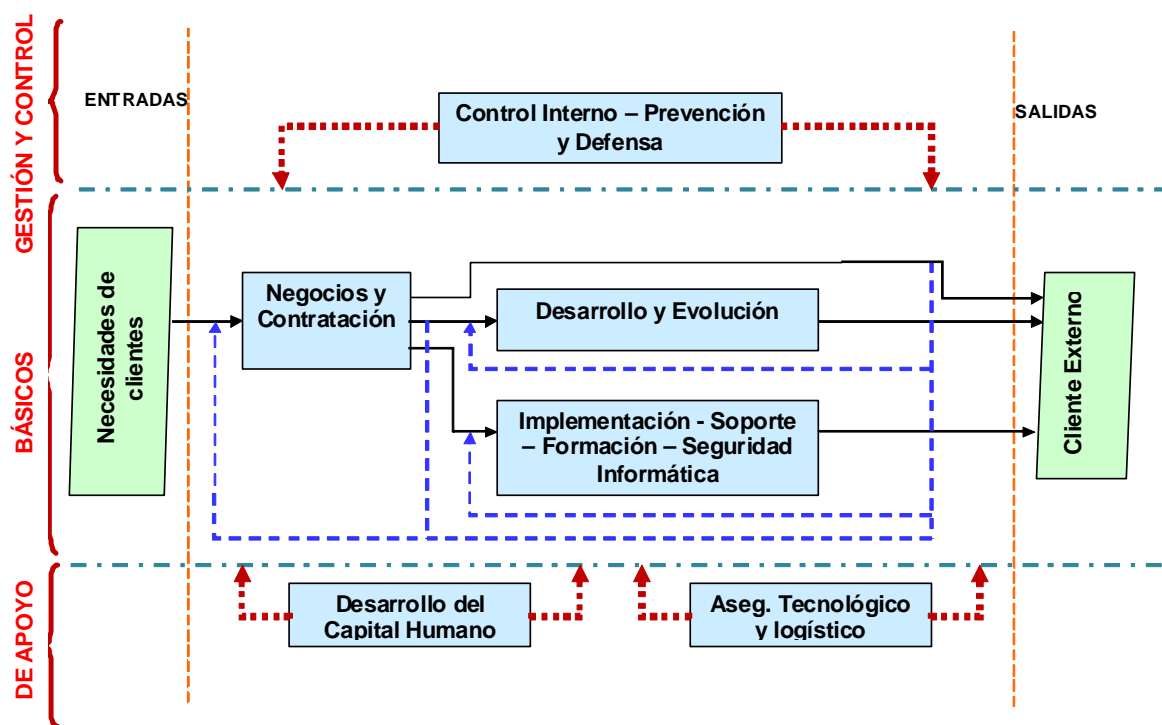 GESTIÓN Y CONTROL
ENTRADAS
Control Interno – Prevención
y Defensa
SALIDAS
BÁSICOS
Necesidades de
clientes
Negocios y
Contratación
Desarrollo y Evolución
Implementación - Soporte
– Formación – Seguridad
Informática
Cliente Externo
DE APOYO
Desarrollo del
Capital Humano
Aseg. Tecnológico
y logístico